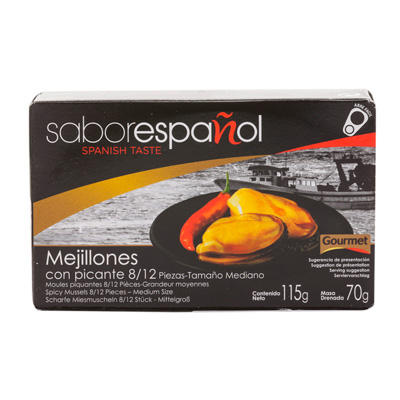 ABRE FÁCIL
saborespañol
SPANISH TASTE
Gourmet
Sugerencia de presentación
Suggestion de présentation
Serving suggestion
Serviervorschlag
Mejillones
con picante 8/12 Piezas-Tamaño Mediano
Moules piquantes 8/12 Pièces-Grandeur moyennes
Spicy Mussels 8/12 Pieces – Medium Size
Scharfe Miesmuscheln 8/12 Stück - Mittelgroß
Contenido Neto 115g
Masa Drenada 70g